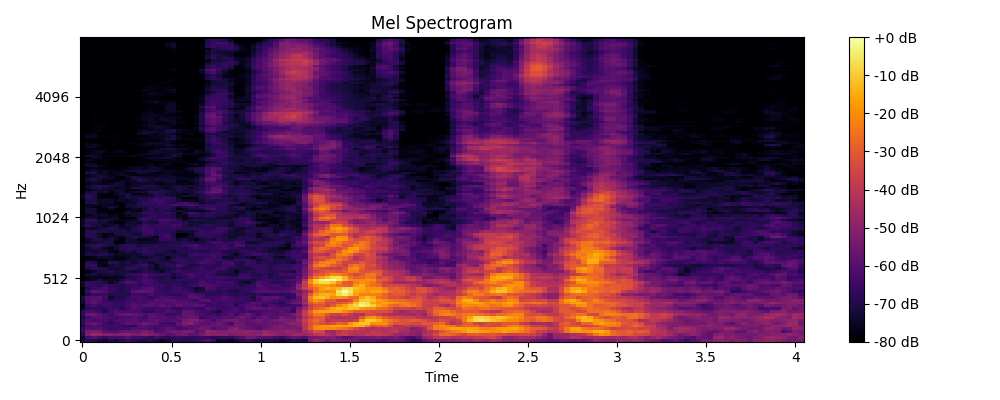 Mel Spectrogram
Hz
4096
2048
1024
512
0
0
0.5
1
1.5
2
2.5
3
3.5
4
Time
+0 dB
-10 dB
-20 dB
-30 dB
-40 dB
-50 dB
-60 dB
-70 dB
-80 dB